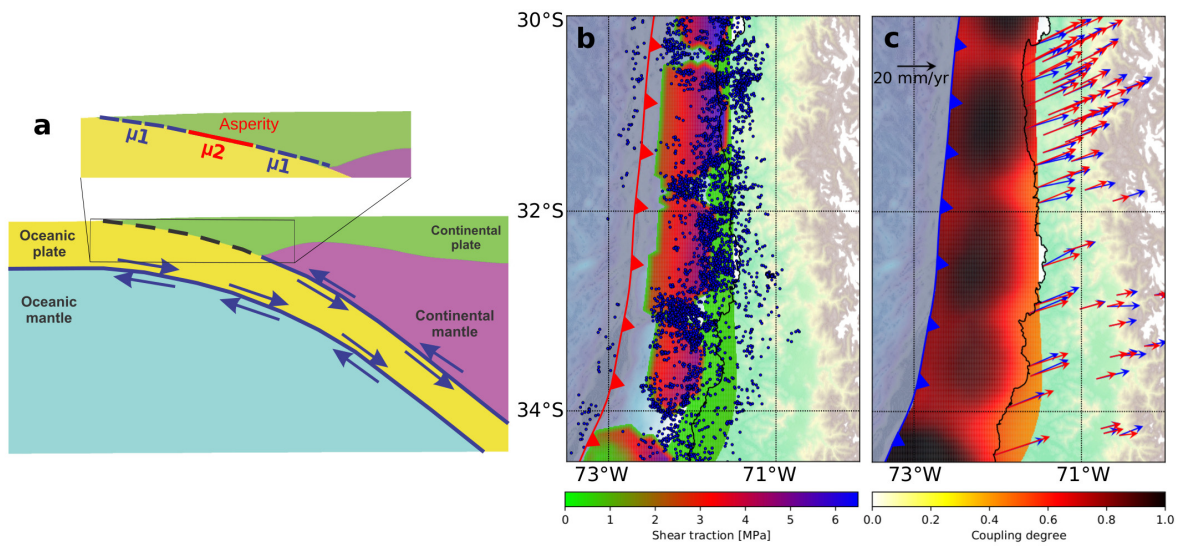 a
Asperity
μ1
μ2
μ1
Oceanic
plate
Continental
plate
Oceanic
mantle
Continental
mantle
b
30°S
32°S
34°S
73°W
71°W
0
1
2
3
4
5
6
Shear traction [MPa]
c
20 mm/yr
73°W
71°W
0.0
0.2
0.4
0.6
0.8
1.0
Coupling degree